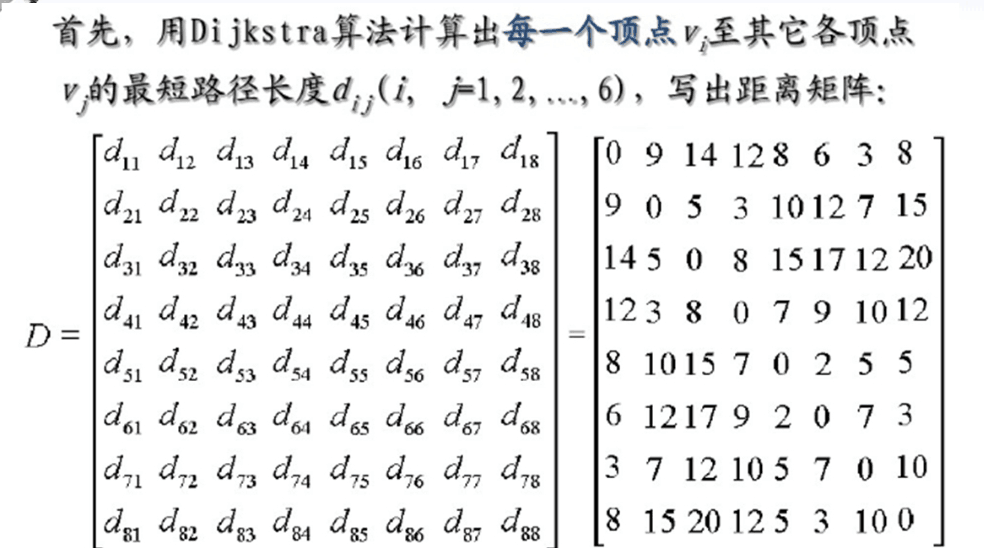 首先，用Dijkstra算法计算出每一个顶点v_i至其它各顶点
v_j的最短路径长度d_{ij}(i, j=1, 2, …, 6)，写出距离矩阵：
d_{11} d_{12} d_{13} d_{14} d_{15} d_{16} d_{17} d_{18} 0 9 14 12 8 6 3 8
d_{21} d_{22} d_{23} d_{24} d_{25} d_{26} d_{27} d_{28} 9 0 5 3 10 12 7 15
d_{31} d_{32} d_{33} d_{34} d_{35} d_{36} d_{37} d_{38} 14 5 0 8 15 17 12 20
D = d_{41} d_{42} d_{43} d_{44} d_{45} d_{46} d_{47} d_{48} = 12 3 8 0 7 9 10 12
d_{51} d_{52} d_{53} d_{54} d_{55} d_{56} d_{57} d_{58} 8 10 15 7 0 2 5 5
d_{61} d_{62} d_{63} d_{64} d_{65} d_{66} d_{67} d_{68} 6 12 17 9 2 0 7 3
d_{71} d_{72} d_{73} d_{74} d_{75} d_{76} d_{77} d_{78} 3 7 12 10 5 7 0 10
d_{81} d_{82} d_{83} d_{84} d_{85} d_{86} d_{87} d_{88} 8 15 20 12 5 3 10 0